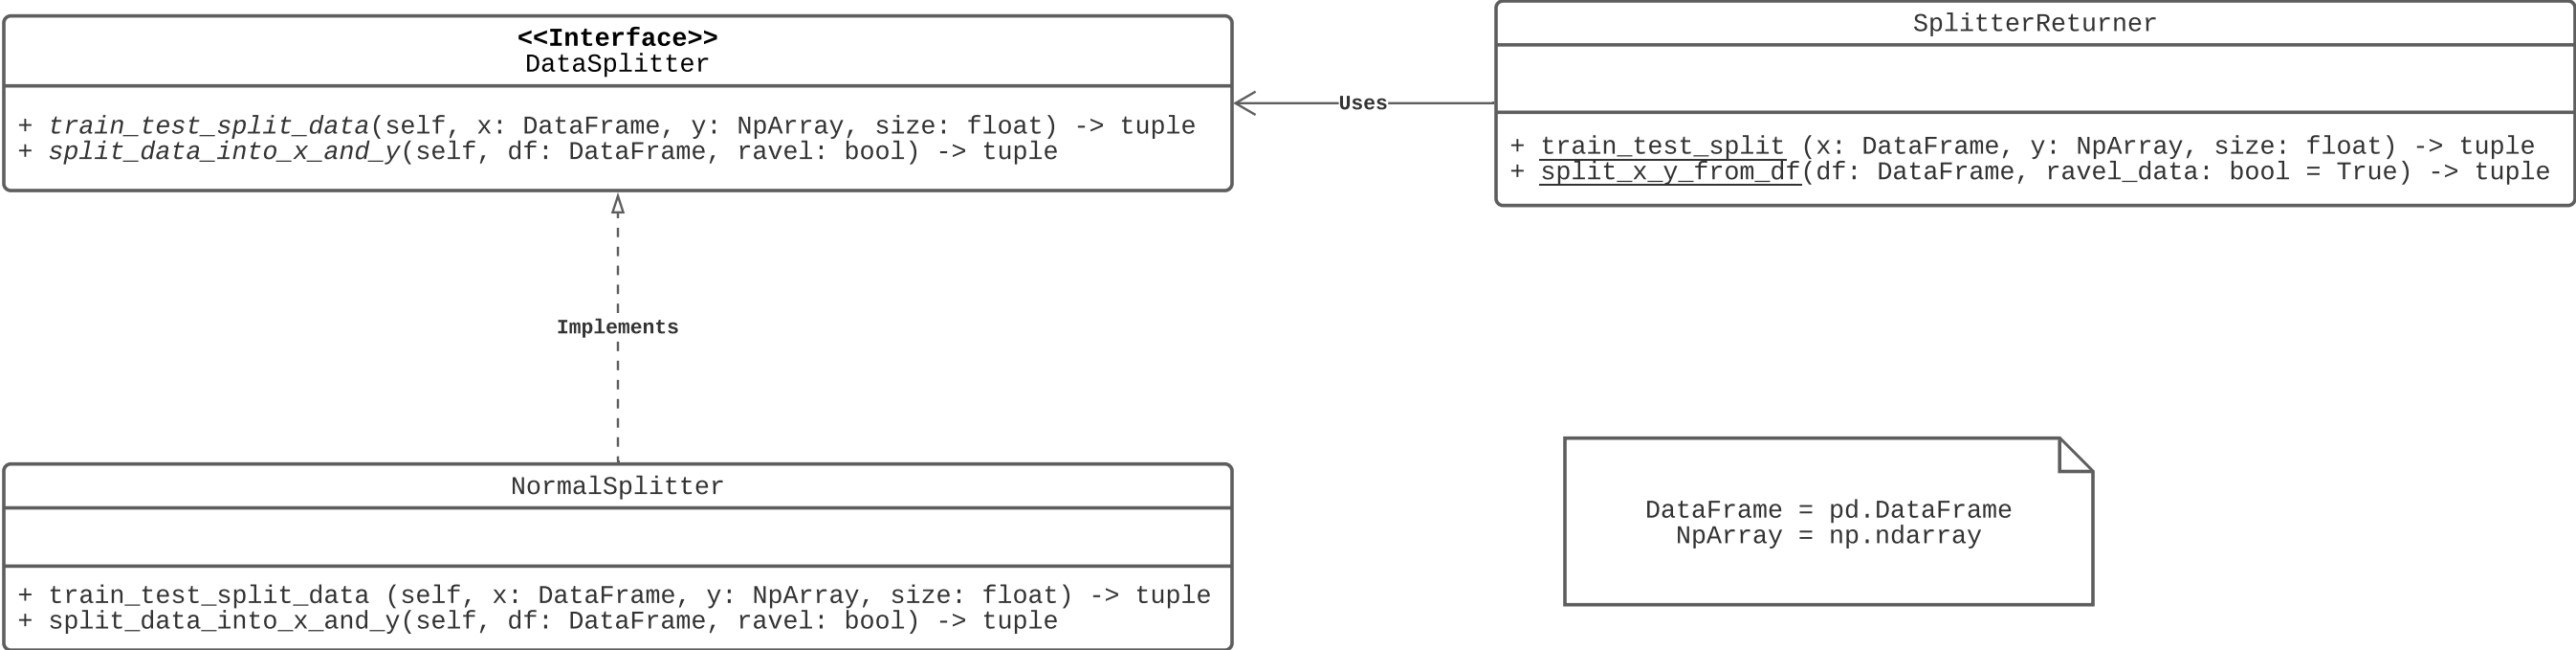 <<Interface>>
DataSplitter
+ train_test_split_data(self, x: DataFrame, y: NpArray, size: float) -> tuple
+ split_data_into_x_and_y(self, df: DataFrame, ravel: bool) -> tuple
Uses
SplitterReturner
+ train_test_split (x: DataFrame, y: NpArray, size: float) -> tuple
+ split_x_y_from_df(df: DataFrame, ravel_data: bool = True) -> tuple
Implements
NormalSplitter
+ train_test_split_data (self, x: DataFrame, y: NpArray, size: float) -> tuple
+ split_data_into_x_and_y(self, df: DataFrame, ravel: bool) -> tuple
DataFrame = pd.DataFrame
NpArray = np.ndarray